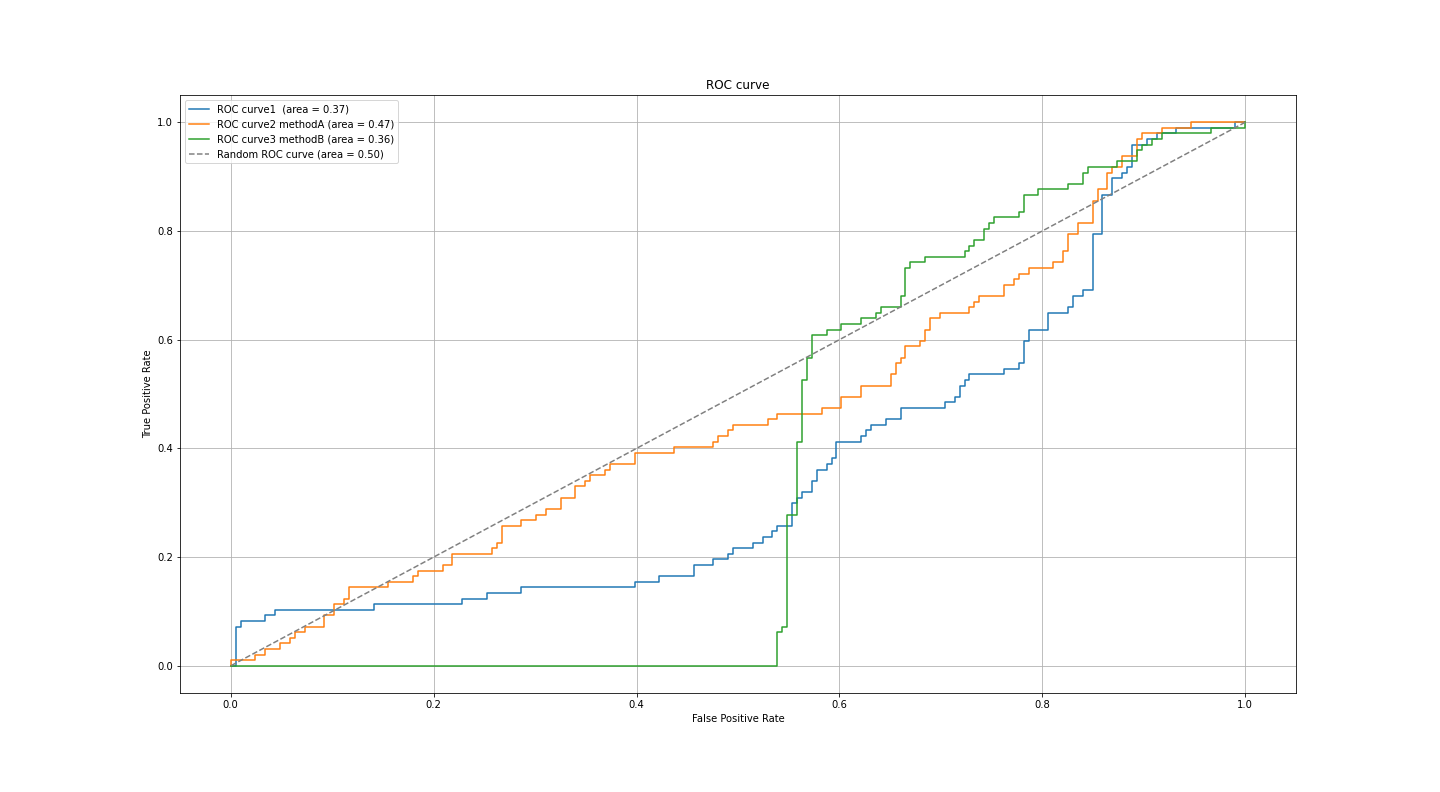 ROC curve
ROC curve1  (area = 0.37)
ROC curve2 methodA (area = 0.47)
ROC curve3 methodB (area = 0.36)
Random ROC curve (area = 0.50)
1.0
0.8
0.6
0.4
0.2
0.0
True Positive Rate
0.0 0.2 0.4 0.6 0.8 1.0
False Positive Rate